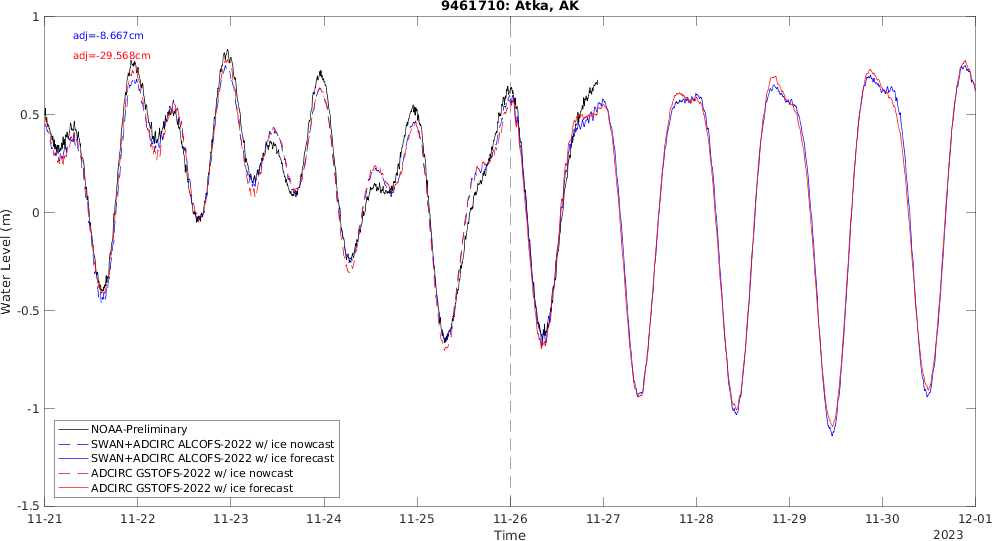 9461710: Atka, AK
adj=-8.667cm
adj=-29.568cm
Water Level (m)
1
0.5
0
-0.5
-1
-1.5
NOAA-Preliminary
SWAN+ADCIRC ALCOFS-2022 w/ ice nowcast
SWAN+ADCIRC ALCOFS-2022 w/ ice forecast
ADCIRC GSTOFS-2022 w/ ice nowcast
ADCIRC GSTOFS-2022 w/ ice forecast
11-21 11-22 11-23 11-24 11-25 11-26 11-27 11-28 11-29 11-30 12-01
Time
2023